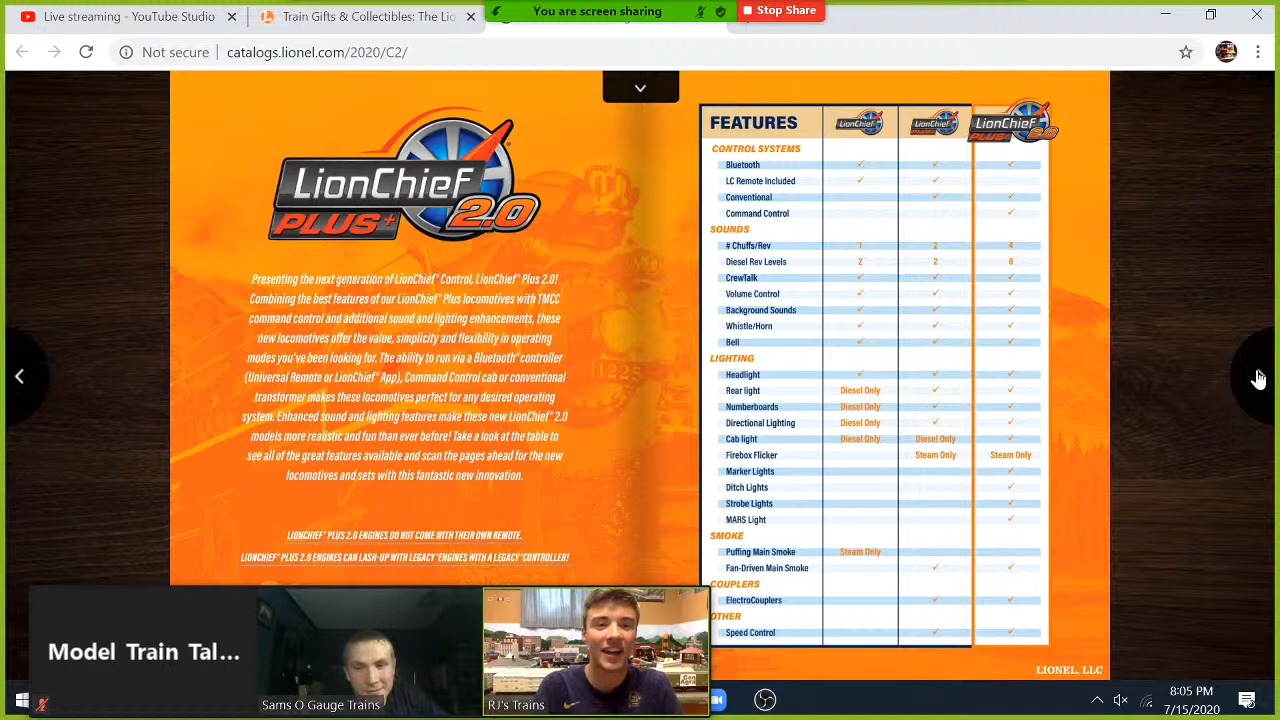 Live streaming - YouTube Studio
Train Gifts & Collectibles: The Lion
You are screen sharing
Stop Share
Not secure
catalogs.lionel.com/2020/C2/
LionChief®
PLUS+ 2.0
Presenting the next generation of LionChief® Control, LionChief® Plus 2.0!
Combining the best features of our LionChief® Plus locomotives with TMCC
command control and additional sound and lighting enhancements, these
new locomotives offer the value, simplicity and flexibility in operating
modes you've been looking for. The ability to run via a Bluetooth® controller
(Universal Remote or LionChief® App), Command Control cab or conventional
transformer makes these locomotives perfect for any desired operating
system. Enhanced sound and lighting features make these new LionChief® 2.0
models more realistic and fun than ever before! Take a look at the table to
see all of the great features available and scan the pages ahead for the new
locomotives and sets with this fantastic new innovation.
LIONCHIEF® PLUS 2.0 ENGINES DO NOT COME WITH THEIR OWN REMOTE.
LIONCHIEF® PLUS 2.0 ENGINES CAN LASH-UP WITH LEGACY® ENGINES WITH A LEGACY® CONTROLLER!
1225
FEATURES LionChief LionChief PLUS LionChief PLUS 2.0
CONTROL SYSTEMS
Bluetooth ✓ ✓ ✓
LC Remote Included ✓ ✓
Conventional ✓ ✓
Command Control ✓
SOUNDS
# Chuffs/Rev 1 2 4
Diesel Rev Levels 2 2 8
CrewTalk ✓ ✓ ✓
Volume Control ✓ ✓ ✓
Background Sounds ✓ ✓ ✓
Whistle/Horn ✓ ✓ ✓
Bell ✓ ✓ ✓
LIGHTING
Headlight ✓ ✓ ✓
Rear light Diesel Only ✓ ✓
Numberboards Diesel Only ✓ ✓
Directional Lighting Diesel Only ✓ ✓
Cab light Diesel Only Diesel Only ✓
Firebox Flicker Steam Only Steam Only
Marker Lights ✓
Ditch Lights ✓
Strobe Lights ✓
MARS Light ✓
SMOKE
Puffing Main Smoke Steam Only
Fan-Driven Main Smoke ✓ ✓
COUPLERS
ElectroCouplers ✓ ✓
OTHER
Speed Control ✓ ✓
LIONEL, LLC
Model Train Tal...
Sams O Gauge Trains
RJ's Trains
ConAgra
8:05 PM
7/15/2020